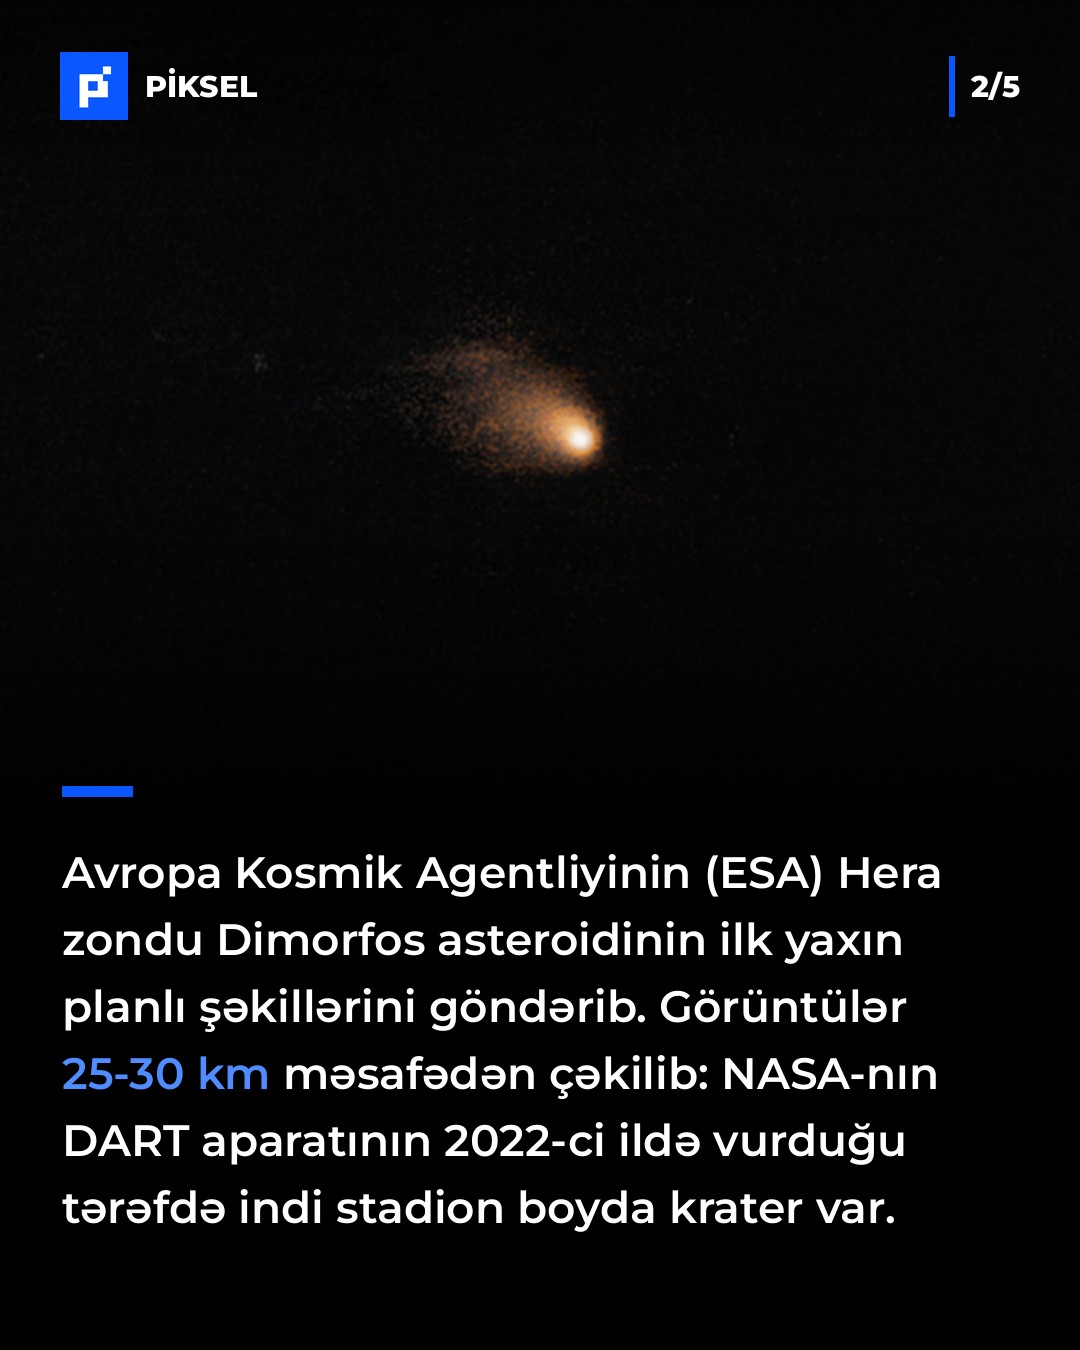 PİKSEL
2/5
Avropa Kosmik Agentliyinin (ESA) Hera
zondu Dimorfos asteroidinin ilk yaxın
planlı şəkillərini göndərib. Görüntülər
25-30 km məsafədən çəkilib: NASA-nın
DART aparatının 2022-ci ildə vurduğu
tərəfdə indi stadion boyda krater var.